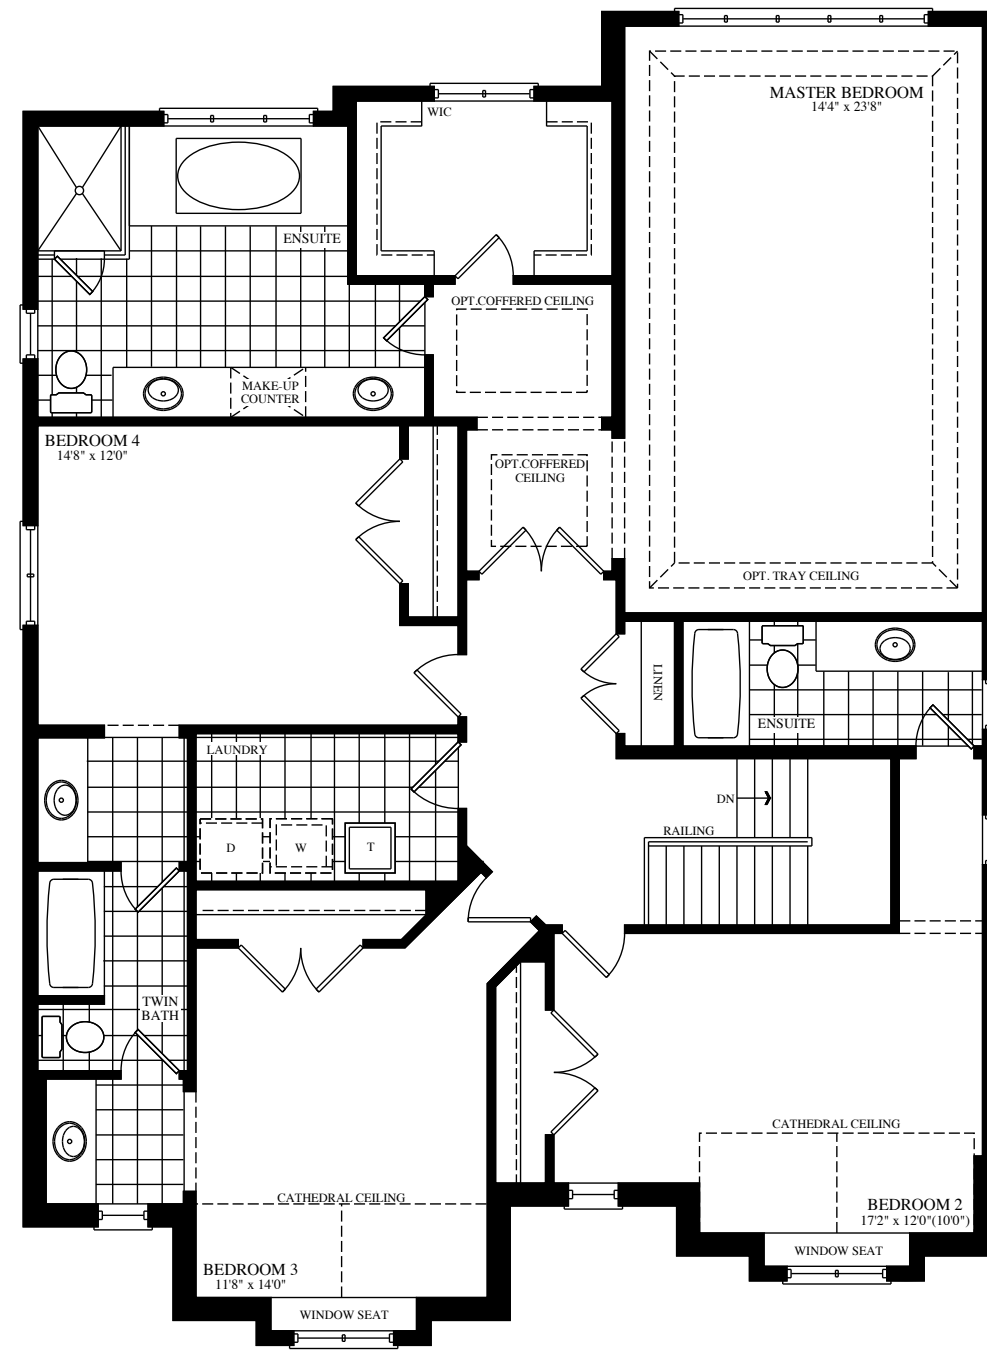 MASTER BEDROOM
14'4" x 23'8"
WIC
ENSUITE
OPT.COFFERED CEILING
MAKE-UP
COUNTER
BEDROOM 4
14'8" x 12'0"
OPT.COFFERED
CEILING
OPT. TRAY CEILING
LINEN
ENSUITE
LAUNDRY
DN
RAILING
D
W
T
TWIN
BATH
CATHEDRAL CEILING
CATHEDRAL CEILING
BEDROOM 2
17'2" x 12'0"(10'0")
WINDOW SEAT
BEDROOM 3
11'8" x 14'0"
WINDOW SEAT